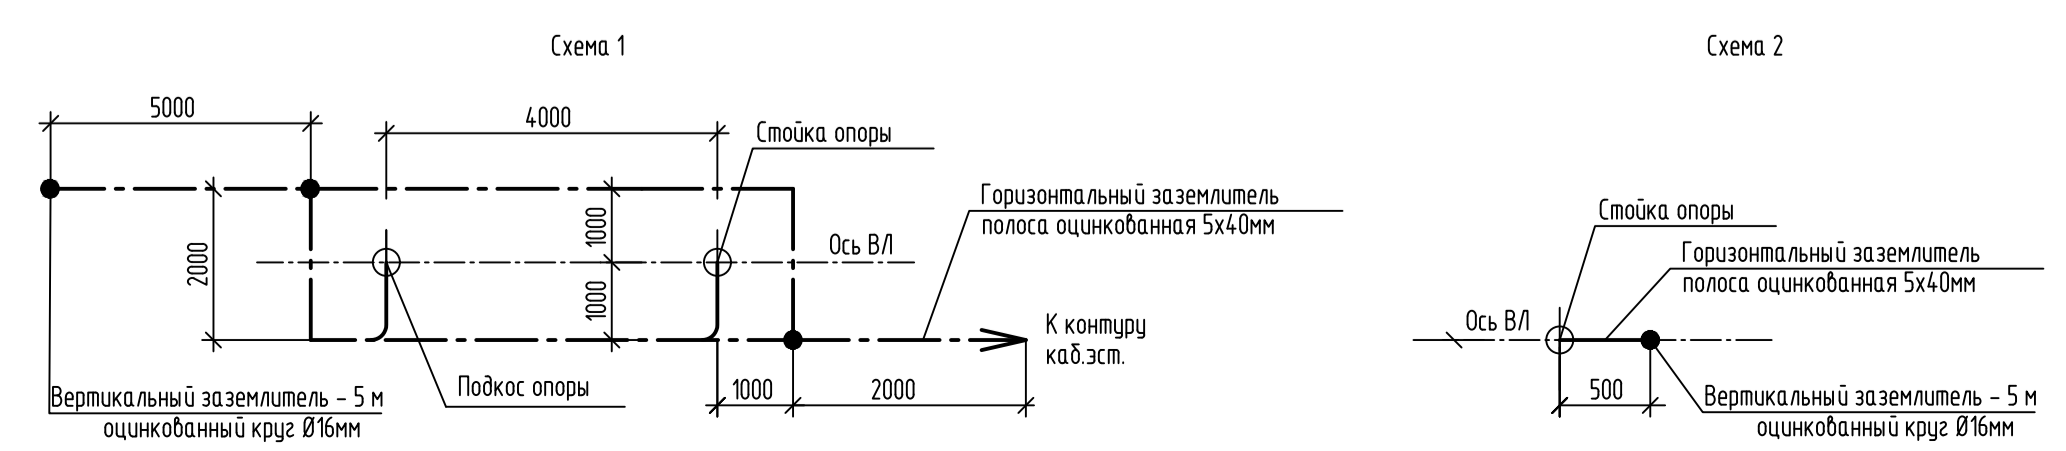 Схема 1
Схема 2
5000
4000
Стойка опоры
Горизонтальный заземлитель
полоса оцинкованная 5х40мм
1000
2000
Ось ВЛ
1000
К контуру
каб.эст.
Подкос опоры
1000
2000
Вертикальный заземлитель – 5 м
оцинкованный круг Ø16мм
Стойка опоры
Горизонтальный заземлитель
полоса оцинкованная 5х40мм
Ось ВЛ
500
Вертикальный заземлитель – 5 м
оцинкованный круг Ø16мм